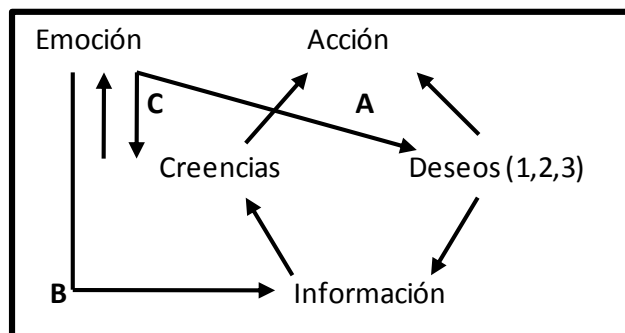 Emoción Acción
C A
Creencias Deseos (1,2,3)
B Información